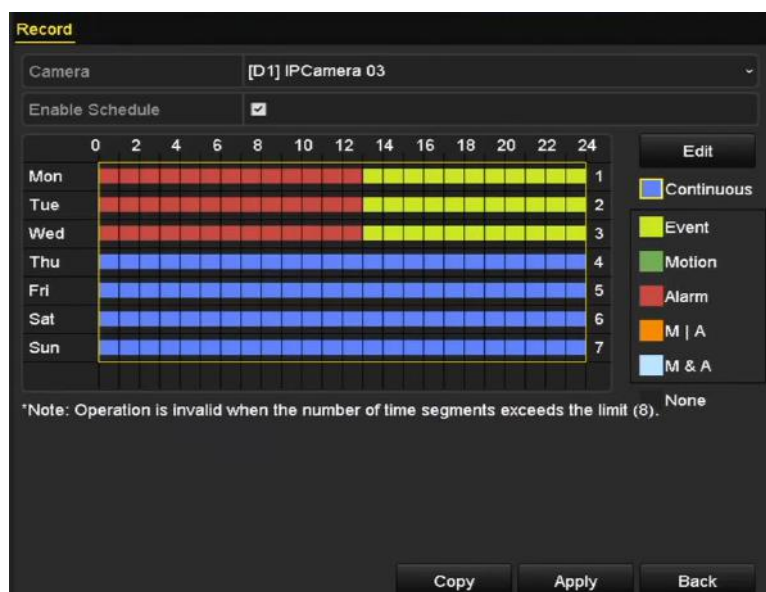 Record
Camera [D1] IPCamera 03
Enable Schedule
0 2 4 6 8 10 12 14 16 18 20 22 24
Edit
Mon 1
Continuous
Tue 2
Wed 3
Event
Thu 4
Motion
Fri 5
Alarm
Sat 6
M | A
Sun 7
M & A
None
*Note: Operation is invalid when the number of time segments exceeds the limit (8).
Copy Apply Back